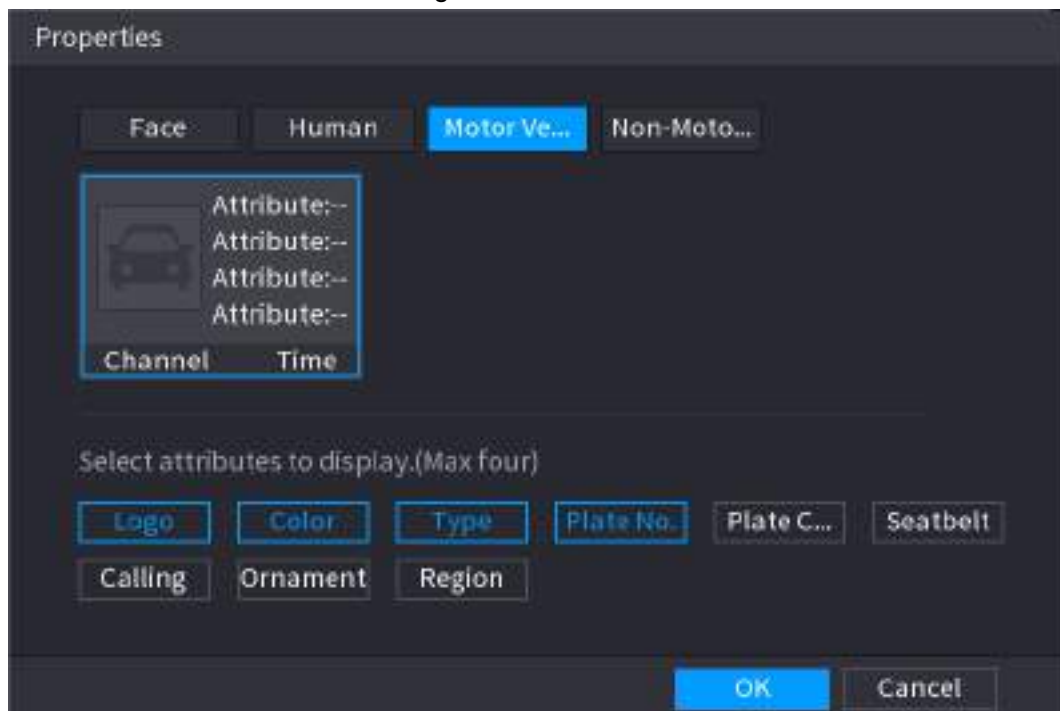 Properties
Face Human Motor Ve... Non-Moto...
Attribute:--
Attribute:--
Attribute:--
Attribute:--
Channel Time
Select attributes to display.(Max four)
Logo Color Type Plate No. Plate C... Seatbelt
Calling Ornament Region
OK Cancel